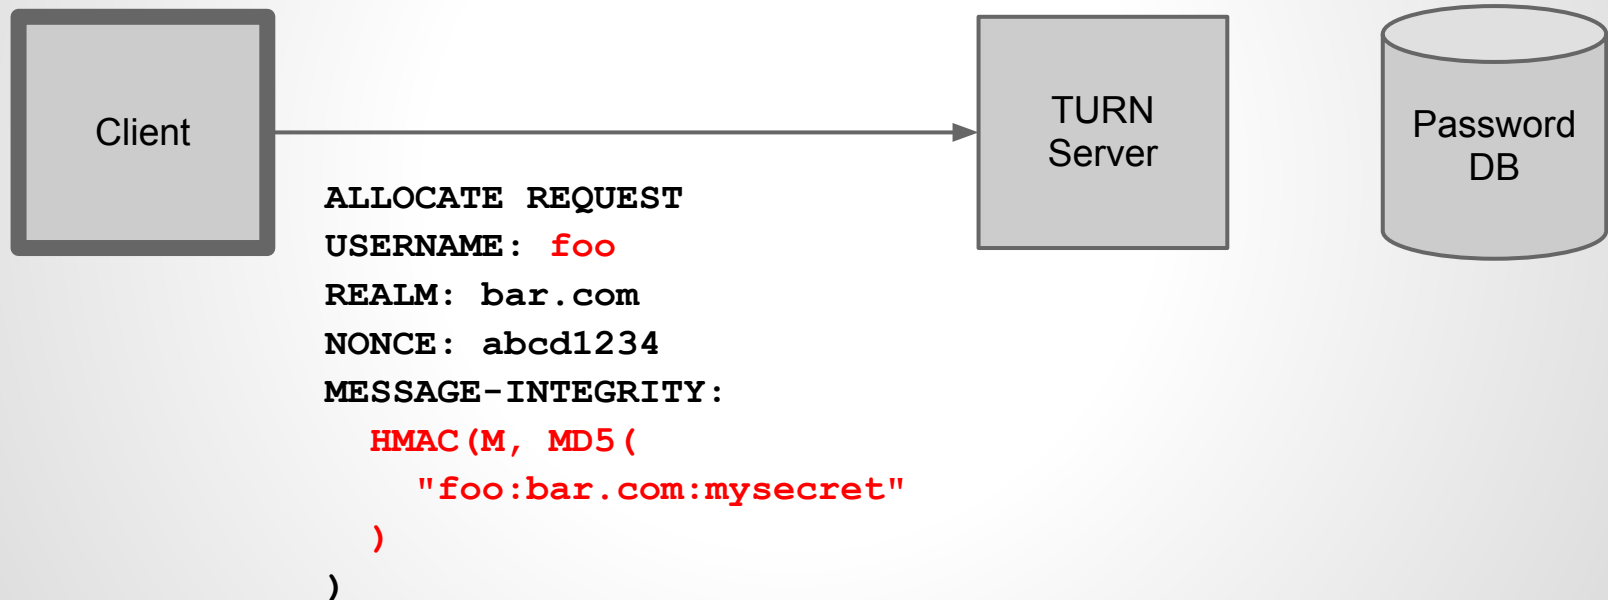 Client
TURN
Server
Password
DB
ALLOCATE REQUEST
USERNAME: foo
REALM: bar.com
NONCE: abcd1234
MESSAGE-INTEGRITY:
HMAC(M, MD5(
"foo:bar.com:mysecret"
)
)